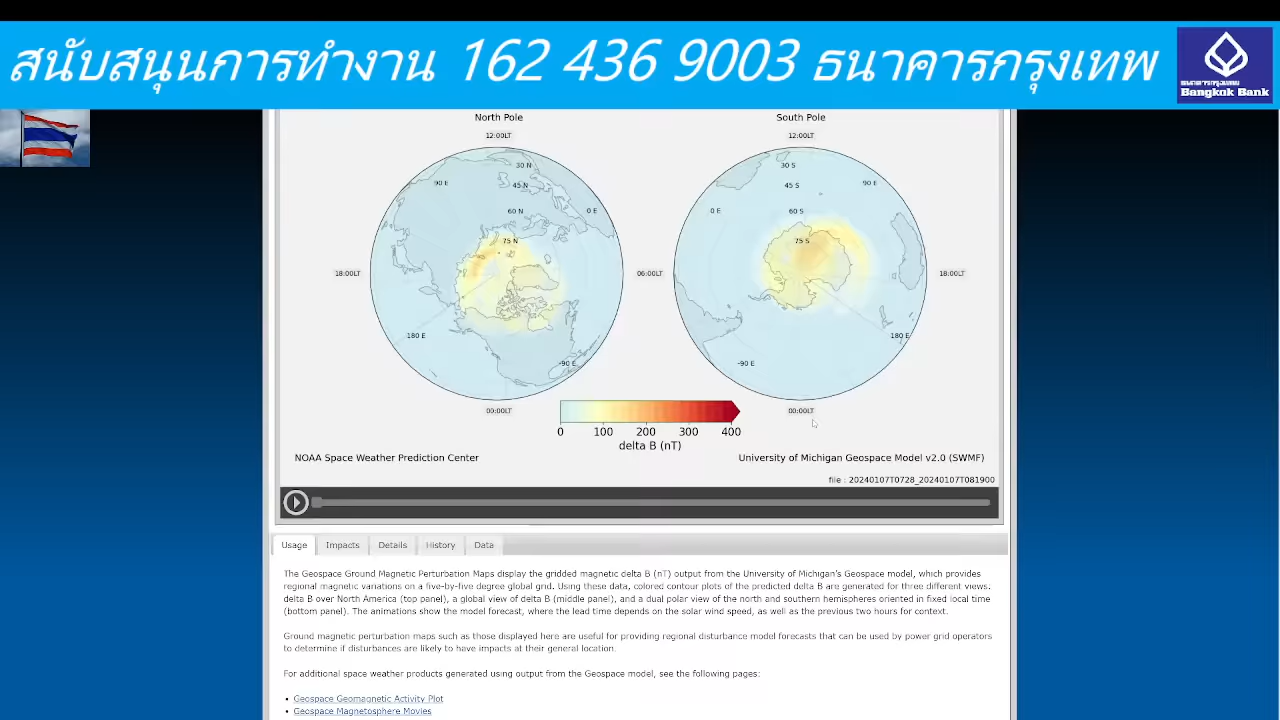 สนับสนุนการทำงาน 162 436 9003 ธนาคารกรุงเทพ
Bangkok Bank
North Pole
South Pole
12:00LT
12:00LT
30 N
30 S
90 E
45 N
45 S
90 E
60 N
0 E
0 E
60 S
75 N
75 S
18:00LT
06:00LT
18:00LT
180 E
180 E
-90 E
-90 E
00:00LT
00:00LT
0 100 200 300 400
delta B (nT)
NOAA Space Weather Prediction Center
University of Michigan Geospace Model v2.0 (SWMF)
file : 20240107T0728_20240107T081900
Usage Impacts Details History Data
The Geospace Ground Magnetic Perturbation Maps display the gridded magnetic delta B (nT) output from the University of Michigan's Geospace model, which provides
regional magnetic variations on a five-by-five degree global grid. Using these data, colored contour plots of the predicted delta B are generated for three different views.
delta B over North America (top panel), a global view of delta B (middle panel), and a dual polar view of the north and southern hemispheres oriented in fixed local time
(bottom panel). The animations show the model forecast, where the lead time depends on the solar wind speed, as well as the previous two hours for context.
Ground magnetic perturbation maps such as those displayed here are useful for providing regional disturbance model forecasts that can be used by power grid operators
to determine if disturbances are likely to have impacts at their general location.
For additional space weather products generated using output from the Geospace model, see the following pages:
• Geospace Geomagnetic Activity Plot
• Geospace Magnetosphere Movies